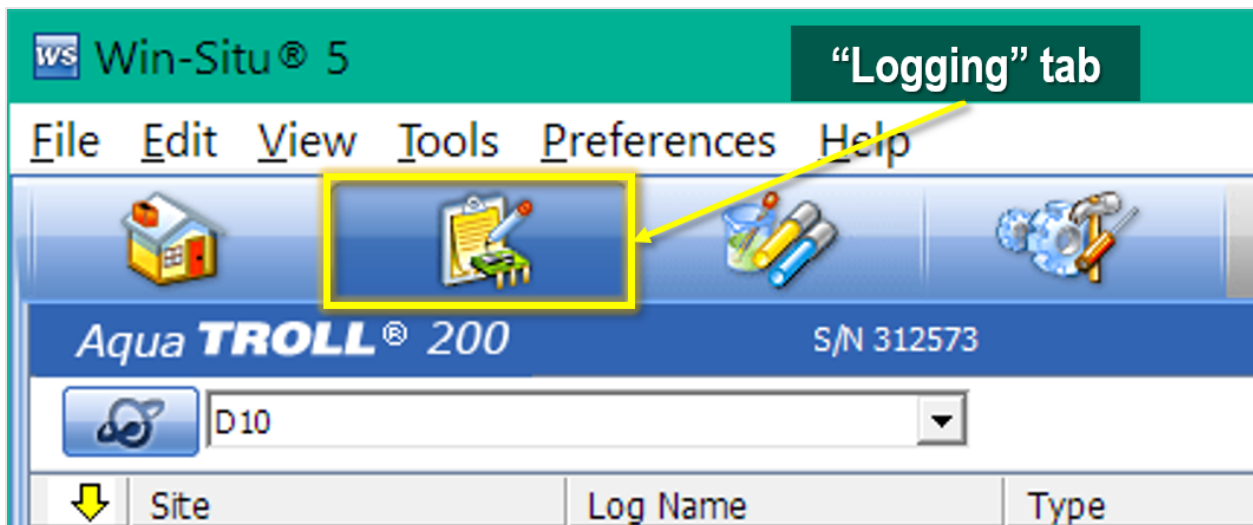 WS Win-Situ® 5
“Logging” tab
File Edit View Tools Preferences Help
Aqua TROLL® 200 S/N 312573
D10
Site Log Name Type